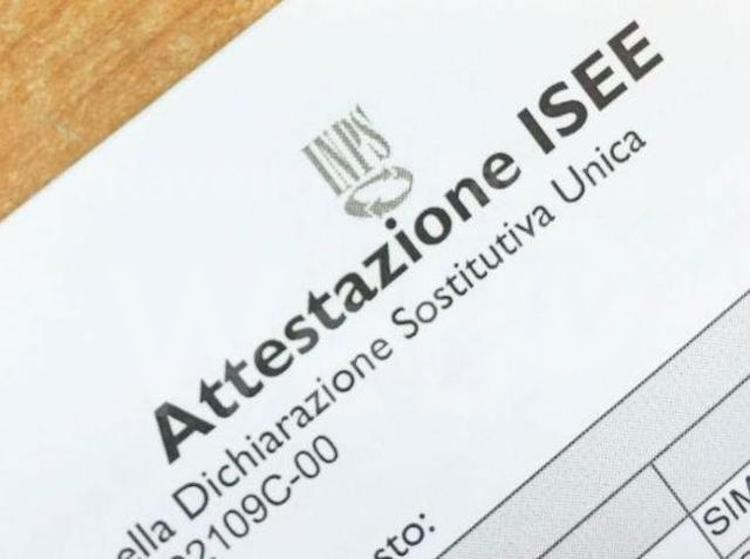 INPS
Attestazione ISEE
ella Dichiarazione Sostitutiva Unica
2109C-00
sto:
SIM